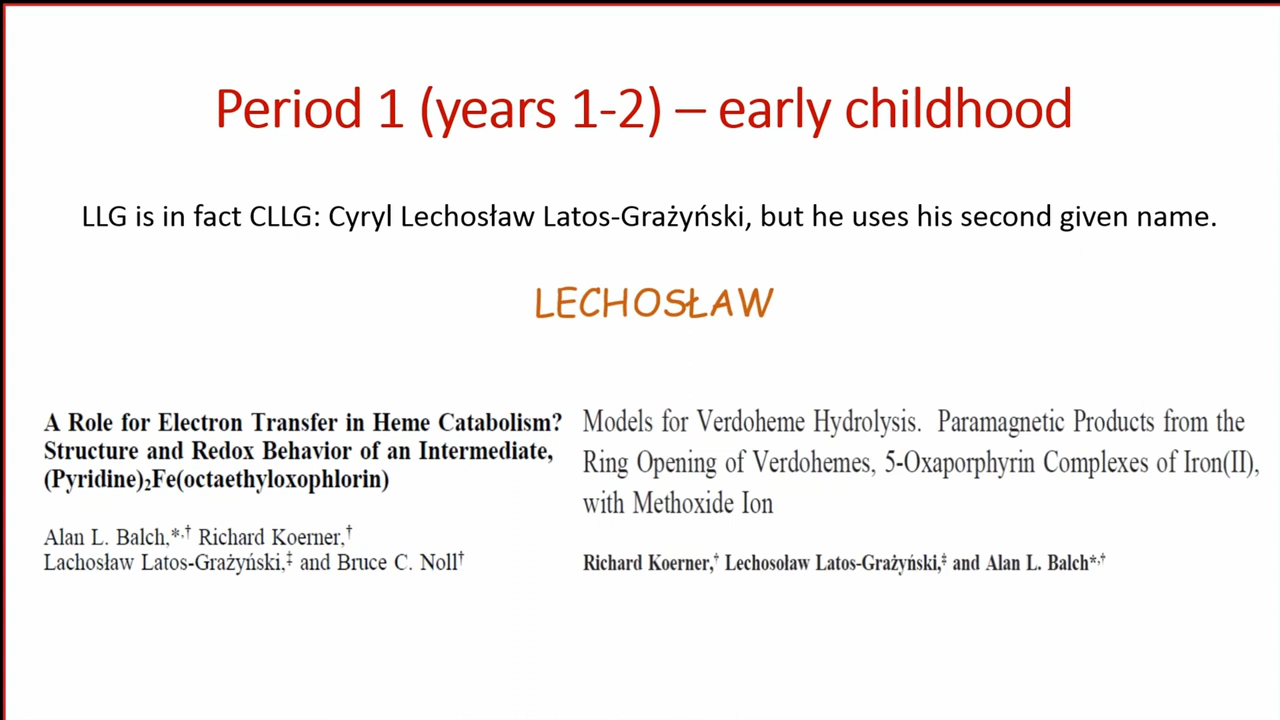 Period 1 (years 1-2) – early childhood
LLG is in fact CLLG: Cyryl Lechosław Latos-Grażyński, but he uses his second given name.
LECHOSŁAW
A Role for Electron Transfer in Heme Catabolism?
Structure and Redox Behavior of an Intermediate,
(Pyridine)₂Fe(octaethyloxophlorin)
Alan L. Balch,*,† Richard Koerner,†
Lachosław Latos-Grażyński,‡ and Bruce C. Noll†
Models for Verdoheme Hydrolysis. Paramagnetic Products from the
Ring Opening of Verdohemes, 5-Oxaporphyrin Complexes of Iron(II),
with Methoxide Ion
Richard Koerner,† Lechosoław Latos-Grażyński,‡ and Alan L. Balch*,†